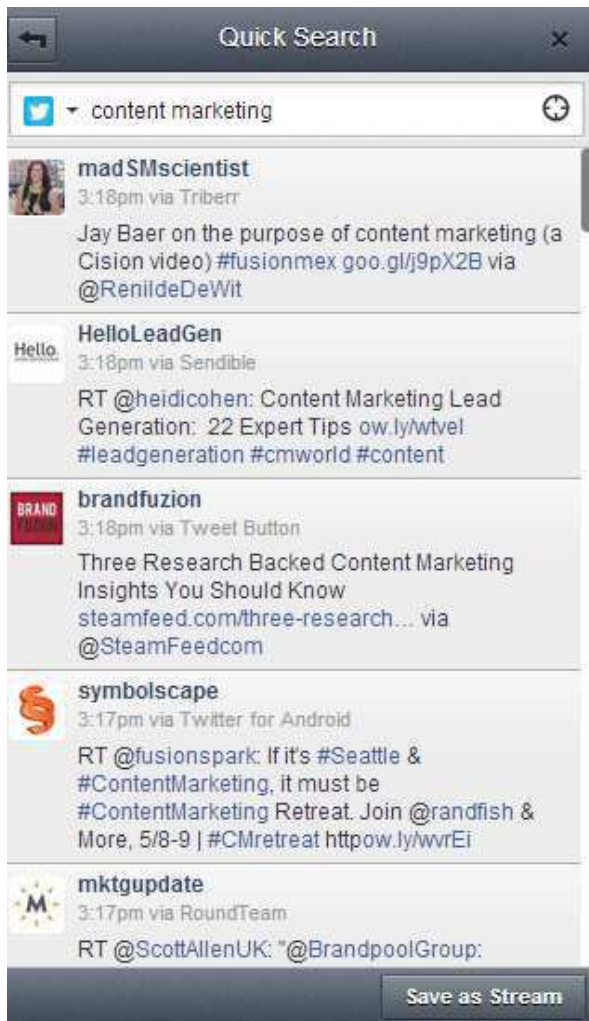 Quick Search
content marketing
madSMscientist
3:18pm via Triberr
Jay Baer on the purpose of content marketing (a
Cision video) #fusionmex goo.gl/j9pX2B via
@RenildeDeWit
Hello.
HelloLeadGen
3:18pm via Sendible
RT @heidicohen: Content Marketing Lead
Generation:  22 Expert Tips ow.ly/wtvel
#leadgeneration #cmworld #content
BRAND
FUZION
brandfuzion
3:18pm via Tweet Button
Three Research Backed Content Marketing
Insights You Should Know
steamfeed.com/three-research... via
@SteamFeedcom
symbolscape
3:17pm via Twitter for Android
RT @fusionspark: If it's #Seattle &
#ContentMarketing, it must be
#ContentMarketing Retreat. Join @randfish &
More, 5/8-9 | #CMretreat httpow.ly/wvrEi
M
mktgupdate
3:17pm via RoundTeam
RT @ScottAllenUK: "@BrandpoolGroup:
Save as Stream